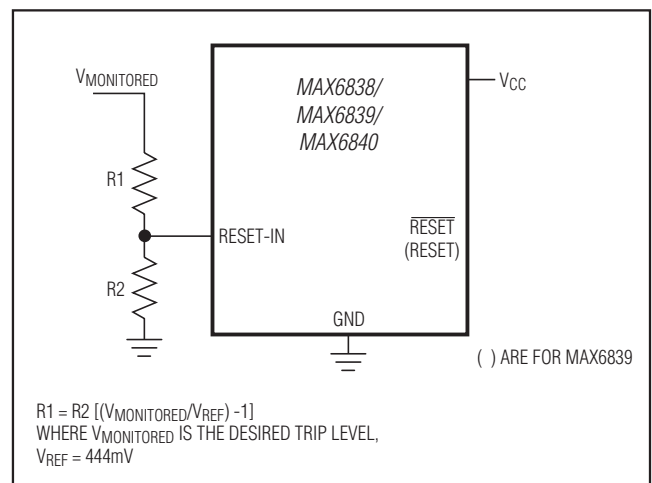 VMONITORED
MAX6838/
MAX6839/
MAX6840
VCC
R1
RESET-IN
RESET
(RESET)
R2
GND
( ) ARE FOR MAX6839
R1 = R2 [(VMONITORED/VREF) -1]
WHERE VMONITORED IS THE DESIRED TRIP LEVEL,
VREF = 444mV